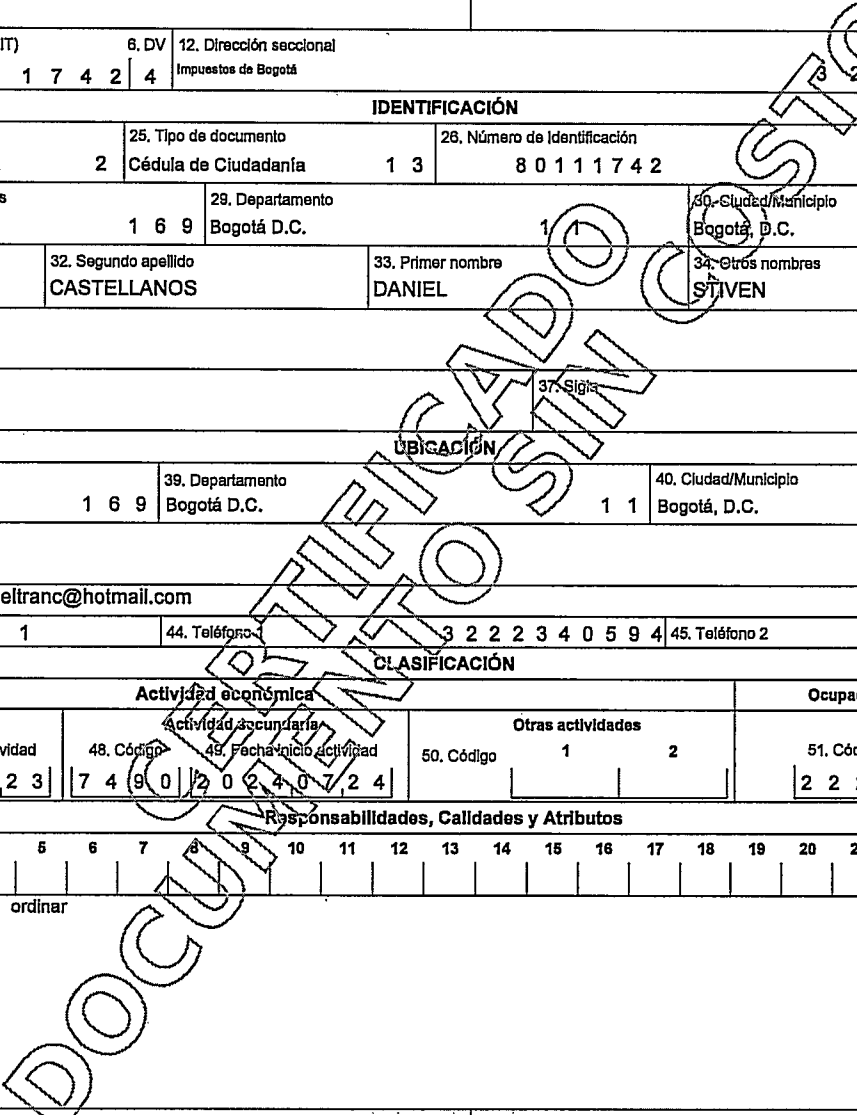 IT) 6. DV 12. Dirección seccional
1 7 4 2 4 Impuestos de Bogotá 3 2
IDENTIFICACIÓN
25. Tipo de documento 26. Número de Identificación
2 Cédula de Ciudadanía 1 3 8 0 1 1 1 7 4 2
s 29. Departamento 30. Ciudad/Municipio
1 6 9 Bogotá D.C. 1 1 Bogotá, D.C.
32. Segundo apellido 33. Primer nombre 34. Otros nombres
CASTELLANOS DANIEL STIVEN
37. Sigla
UBICACIÓN
39. Departamento 40. Ciudad/Municipio
1 6 9 Bogotá D.C. 1 1 Bogotá, D.C.
eltranc@hotmail.com
1 44. Teléfono 1 3 2 2 2 3 4 0 5 9 4 45. Teléfono 2
CLASIFICACIÓN
Actividad económica Ocupa
Actividad secundaria Otras actividades
vidad 48. Código 49. Fecha inicio actividad 50. Código 1 2 51. Cód
2 3 7 4 9 0 2 0 2 4 0 7 2 4 2 2
Responsabilidades, Calidades y Atributos
5 6 7 8 9 10 11 12 13 14 15 16 17 18 19 20 2
ordinar
CERTIFICADO
DOCUMENTO SIN COSTO